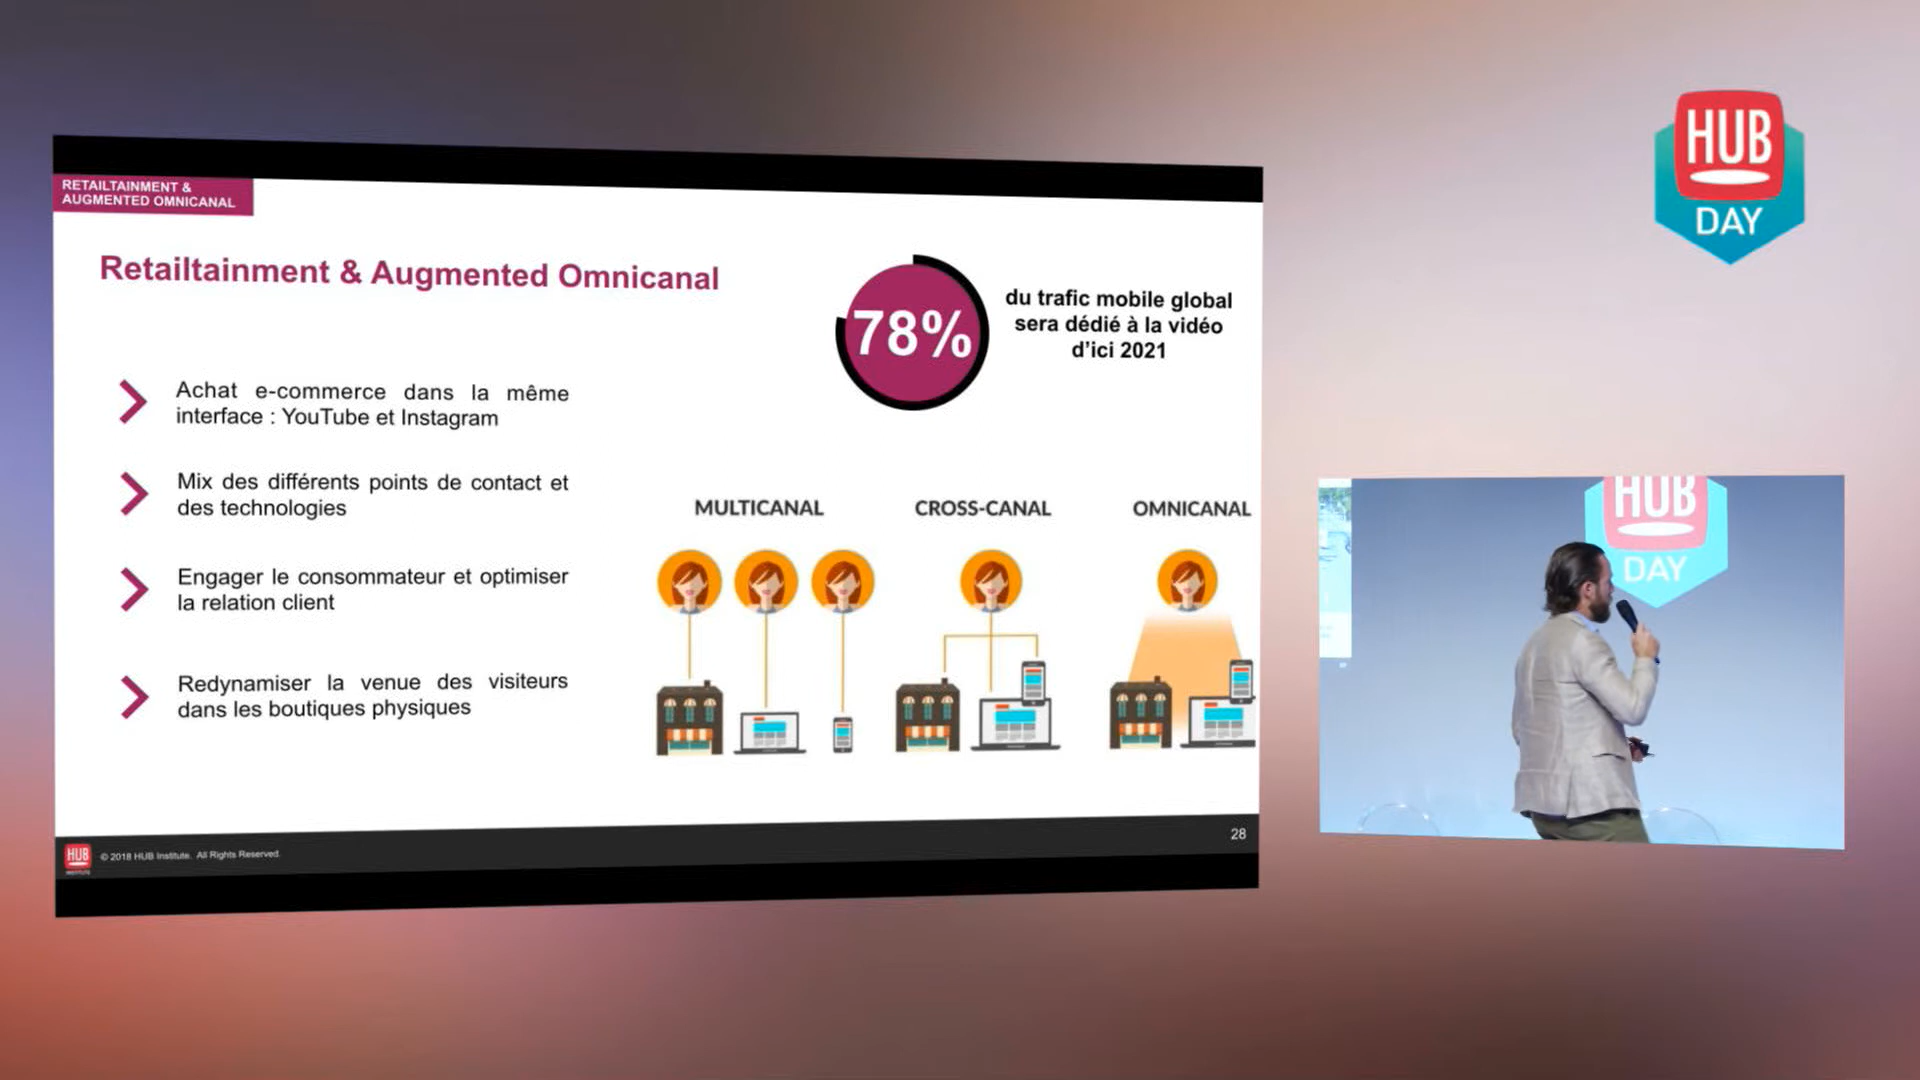 RETAILTAINMENT &
AUGMENTED OMNICANAL
Retailtainment & Augmented Omnicanal
78%
du trafic mobile global
sera dédié à la vidéo
d'ici 2021
Achat e-commerce dans la même
interface : YouTube et Instagram
Mix des différents points de contact et
des technologies
Engager le consommateur et optimiser
la relation client
Redynamiser la venue des visiteurs
dans les boutiques physiques
MULTICANAL
CROSS-CANAL
OMNICANAL
HUB
INSTITUTE
© 2018 HUB Institute. All Rights Reserved.
28
HUB
DAY
HUB
DAY